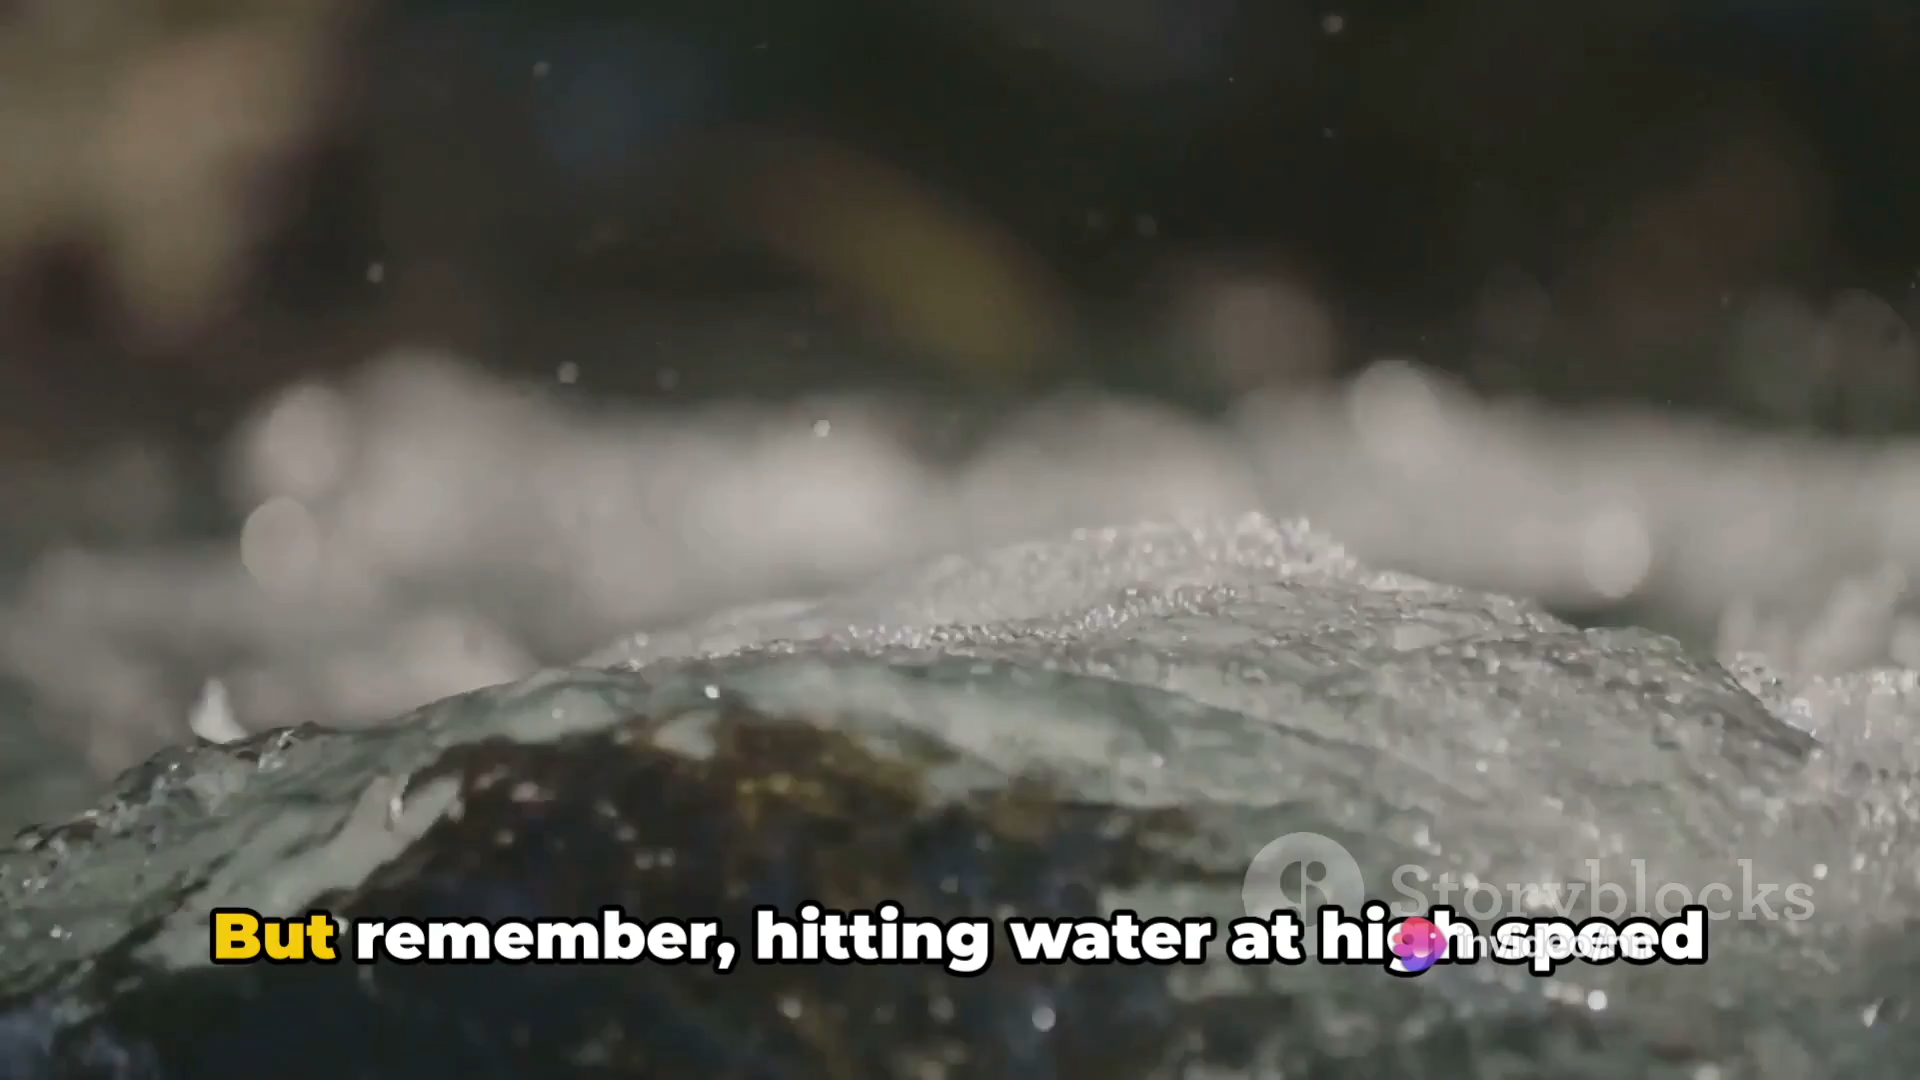 Storyblocks
But remember, hitting water at high speed